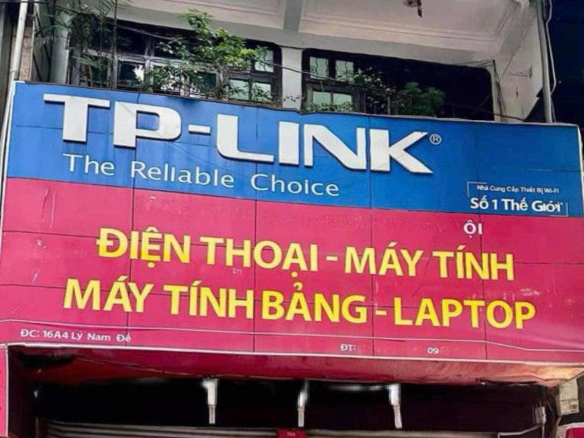 TP-LINK®
The Reliable Choice
Nhà Cung Cấp Thiết Bị Wi-Fi
Số 1 Thế Giới
ỘI
ĐIỆN THOẠI - MÁY TÍNH
MÁY TÍNH BẢNG - LAPTOP
ĐC: 16A4 Lý Nam Đế
ĐT: 09